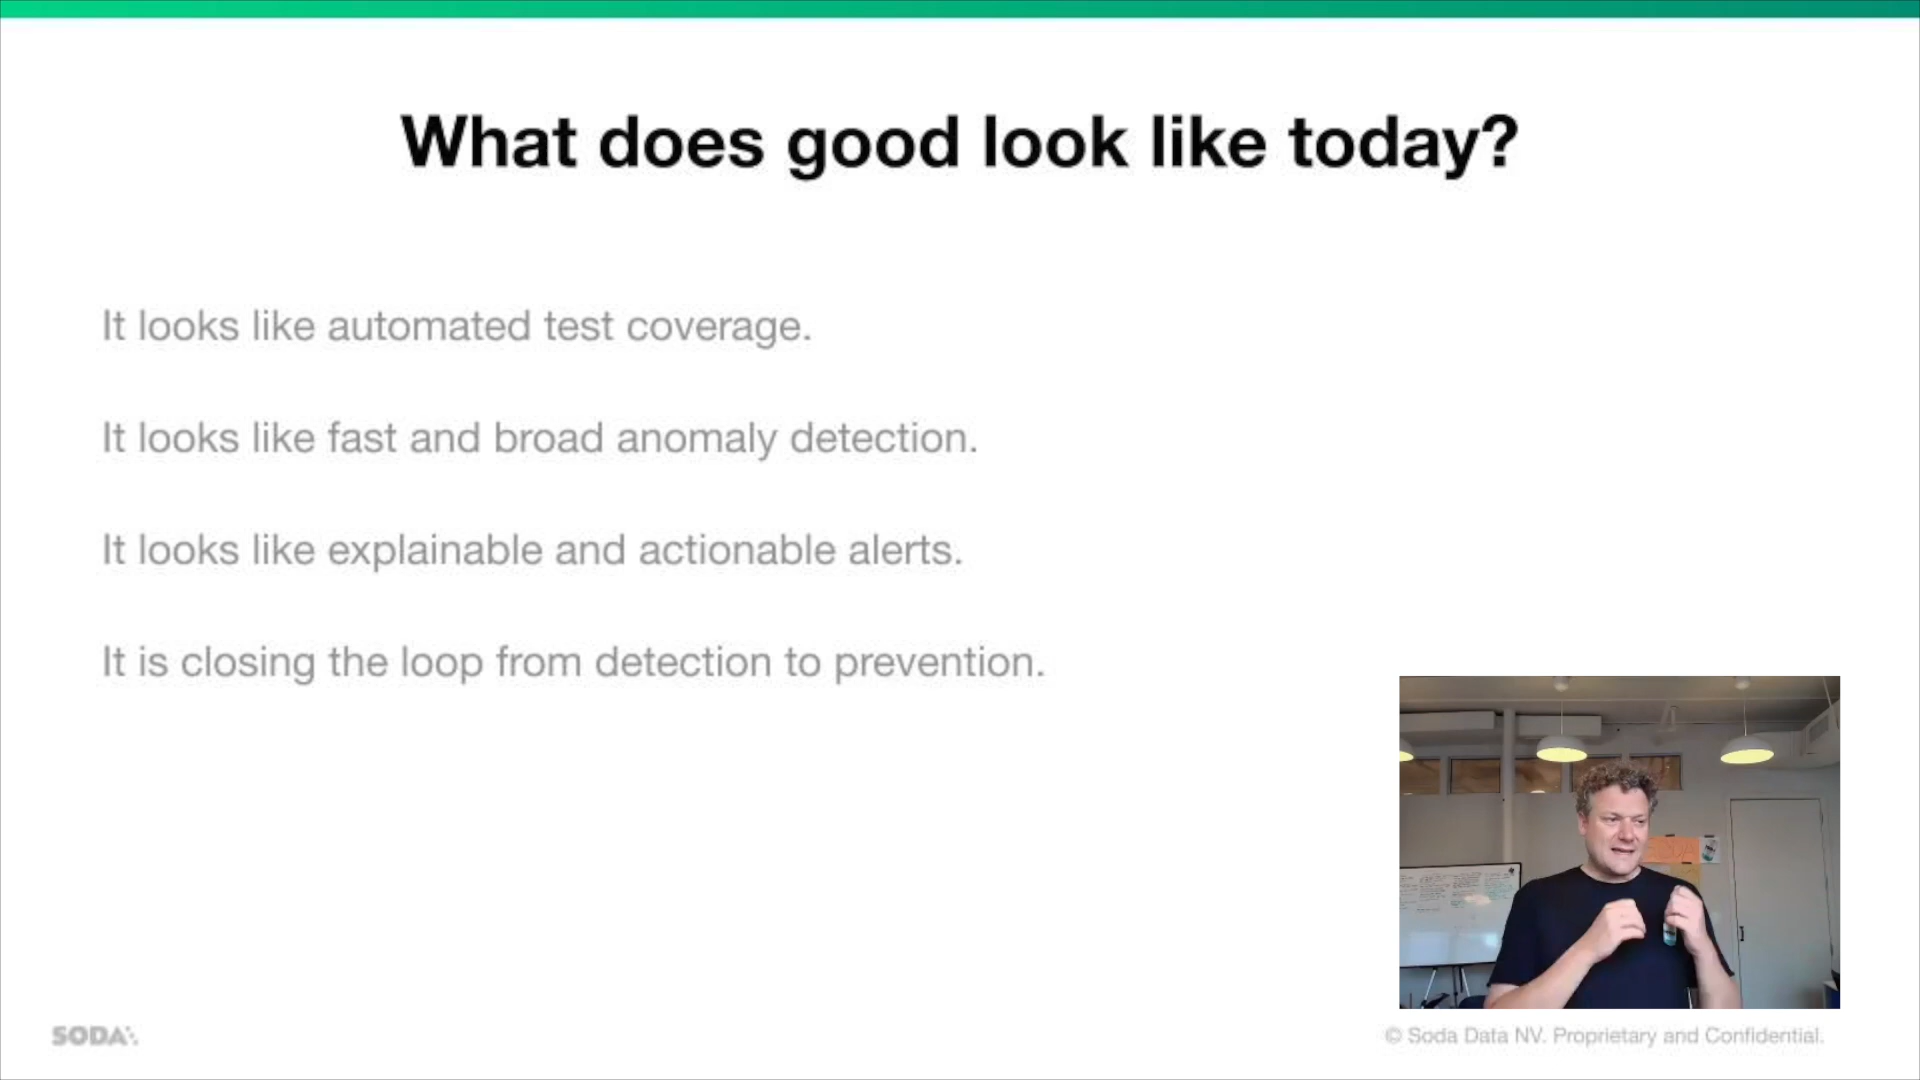 What does good look like today?
It looks like automated test coverage.
It looks like fast and broad anomaly detection.
It looks like explainable and actionable alerts.
It is closing the loop from detection to prevention.
SODA
© Soda Data NV. Proprietary and Confidential.